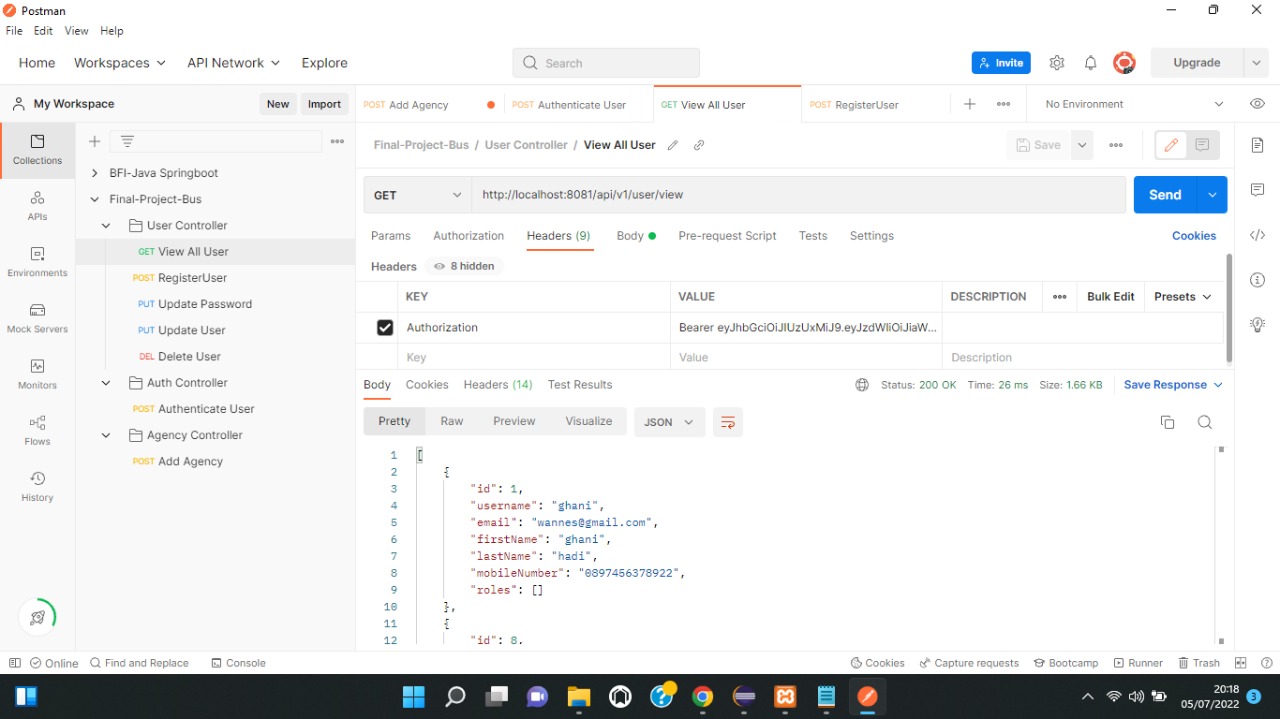 Postman
File Edit View Help
Home Workspaces API Network Explore Search Invite Upgrade
My Workspace New Import
POST Add Agency POST Authenticate User GET View All User POST RegisterUser No Environment
Collections
APIs
Environments
Mock Servers
Monitors
Flows
History
BFI-Java Springboot
Final-Project-Bus
User Controller
GET View All User
POST RegisterUser
PUT Update Password
PUT Update User
DEL Delete User
Auth Controller
POST Authenticate User
Agency Controller
POST Add Agency
Final-Project-Bus / User Controller / View All User Save
GET http://localhost:8081/api/v1/user/view Send
Params Authorization Headers (9) Body Pre-request Script Tests Settings Cookies
Headers 8 hidden
KEY VALUE DESCRIPTION Bulk Edit Presets
Authorization Bearer eyJhbGciOiJIUzUxMiJ9.eyJzdWIiOiJiaW...
Key Value Description
Body Cookies Headers (14) Test Results Status: 200 OK Time: 26 ms Size: 1.66 KB Save Response
Pretty Raw Preview Visualize JSON
1 [
2 {
3 "id": 1,
4 "username": "ghani",
5 "email": "wannes@gmail.com",
6 "firstName": "ghani",
7 "lastName": "hadi",
8 "mobileNumber": "0897456378922",
9 "roles": []
10 },
11 {
12 "id": 8,
Online Find and Replace Console Cookies Capture requests Bootcamp Runner Trash
20:18
05/07/2022 3